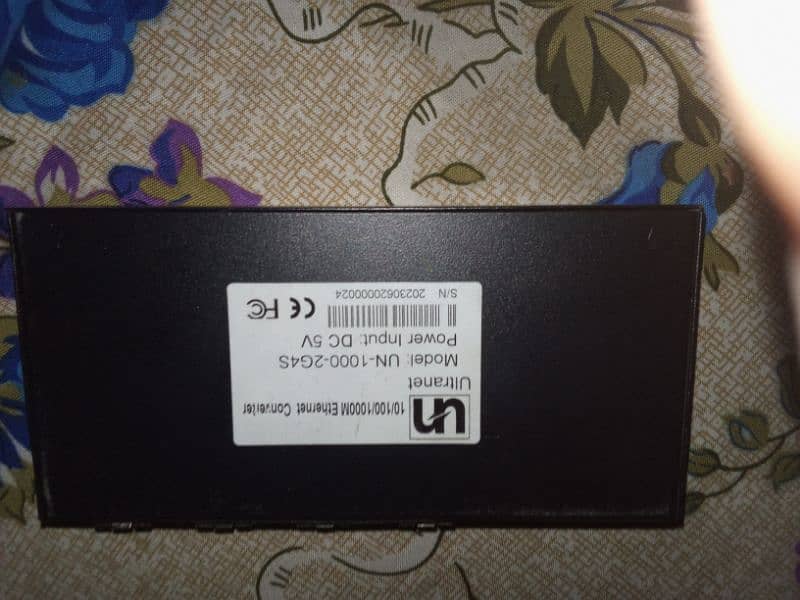 un 10/100/1000M Ethernet Converter
Ultranet
Model: UN-1000-2G4S
Power Input: DC 5V
S/N 20230620000024
CE FC